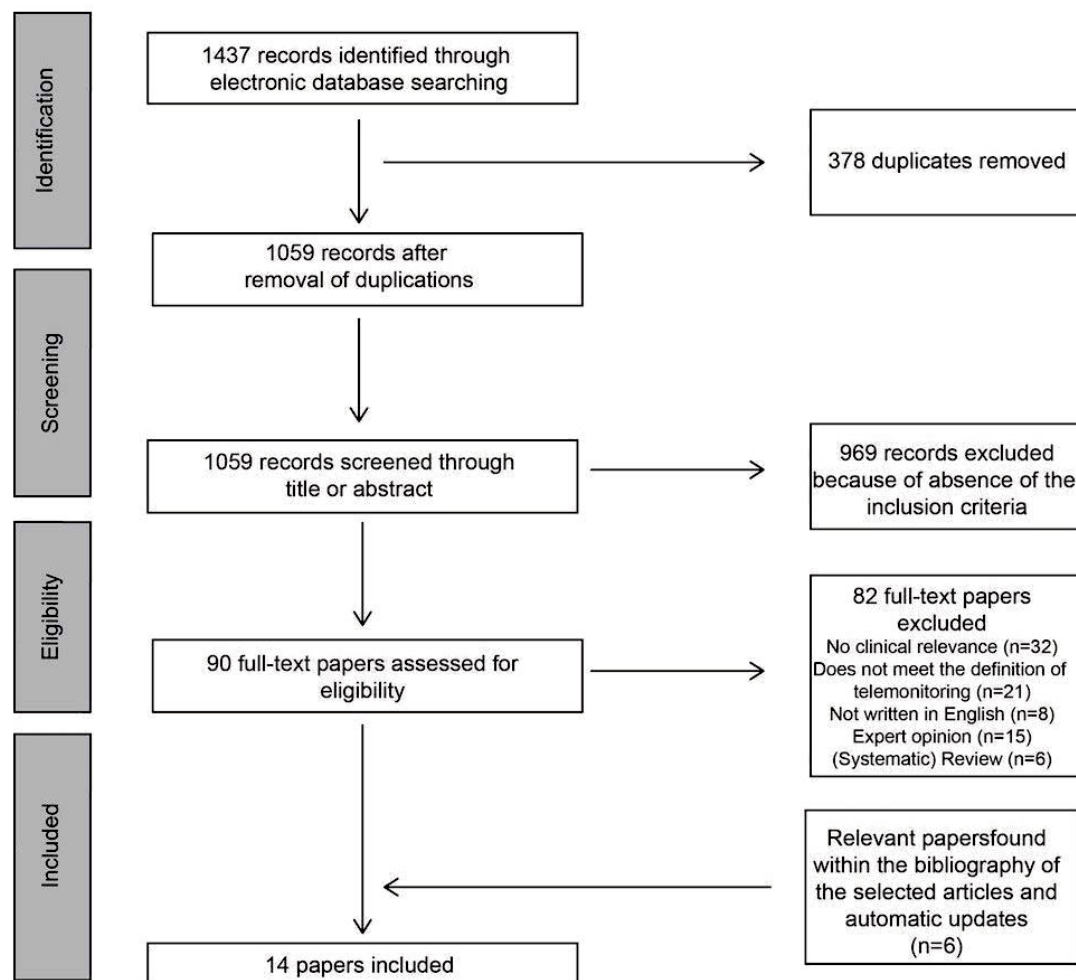 Identification
1437 records identified through
electronic database searching
378 duplicates removed
1059 records after
removal of duplications
Screening
1059 records screened through
title or abstract
969 records excluded
because of absence of the
inclusion criteria
Eligibility
90 full-text papers assessed for
eligibility
82 full-text papers
excluded
No clinical relevance (n=32)
Does not meet the definition of
telemonitoring (n=21)
Not written in English (n=8)
Expert opinion (n=15)
(Systematic) Review (n=6)
Included
Relevant papersfound
within the bibliography of
the selected articles and
automatic updates
(n=6)
14 papers included